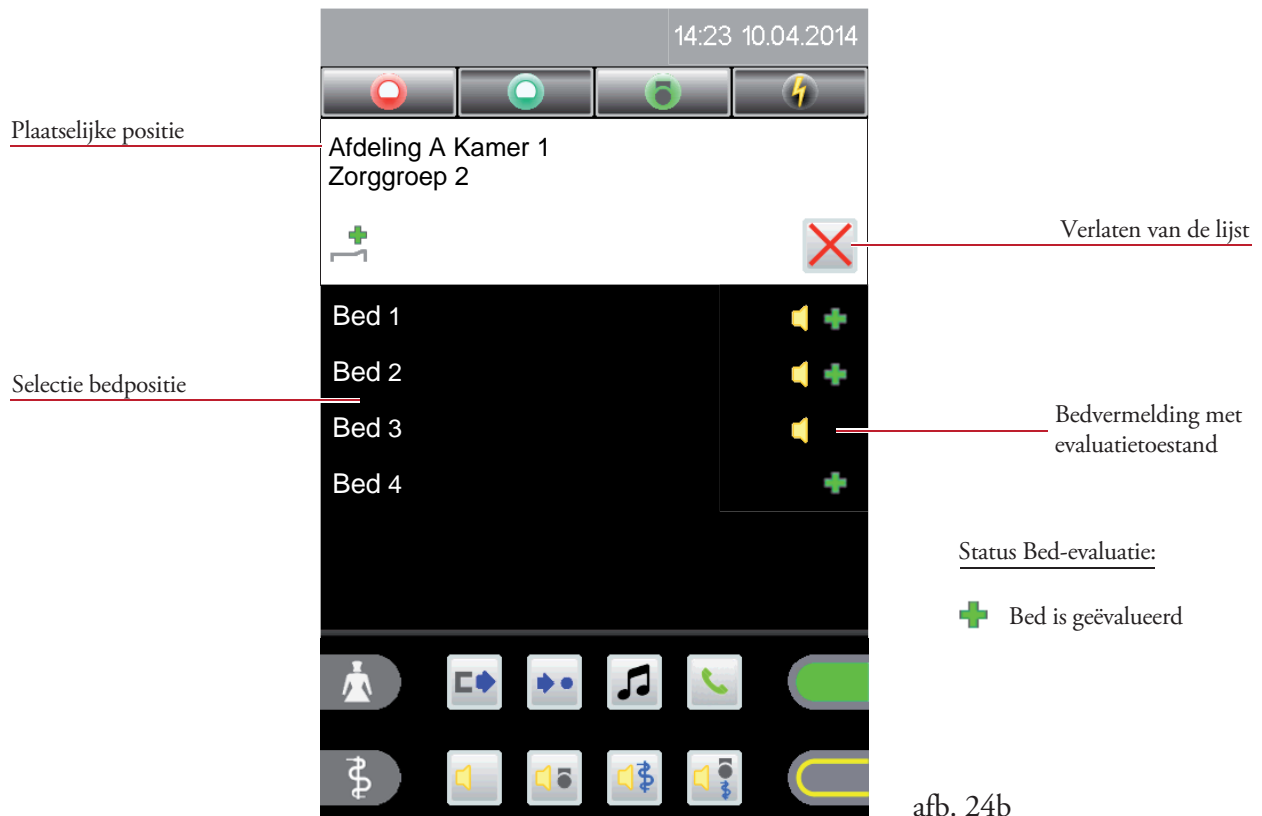 14:23 10.04.2014
Plaatselijke positie
Afdeling A Kamer 1
Zorggroep 2
Verlaten van de lijst
Bed 1
Bed 2
Selectie bedpositie
Bed 3
Bedvermelding met
evaluatietoestand
Bed 4
Status Bed-evaluatie:
Bed is geëvalueerd
afb. 24b